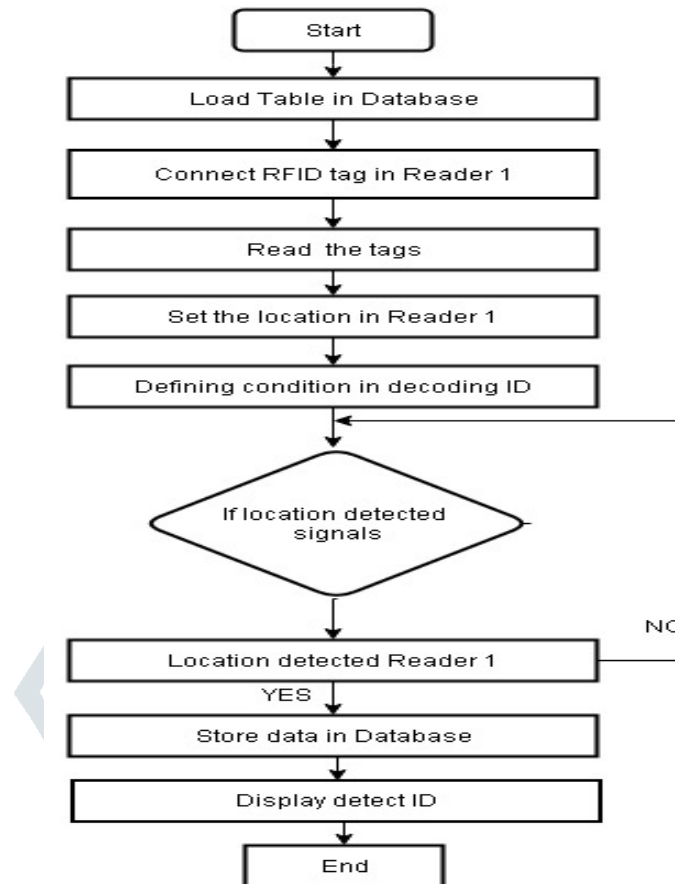 Start
Load Table in Database
Connect RFID tag in Reader 1
Read the tags
Set the location in Reader 1
Defining condition in decoding ID
If location detected
signals
NO
Location detected Reader 1
YES
Store data in Database
Display detect ID
End